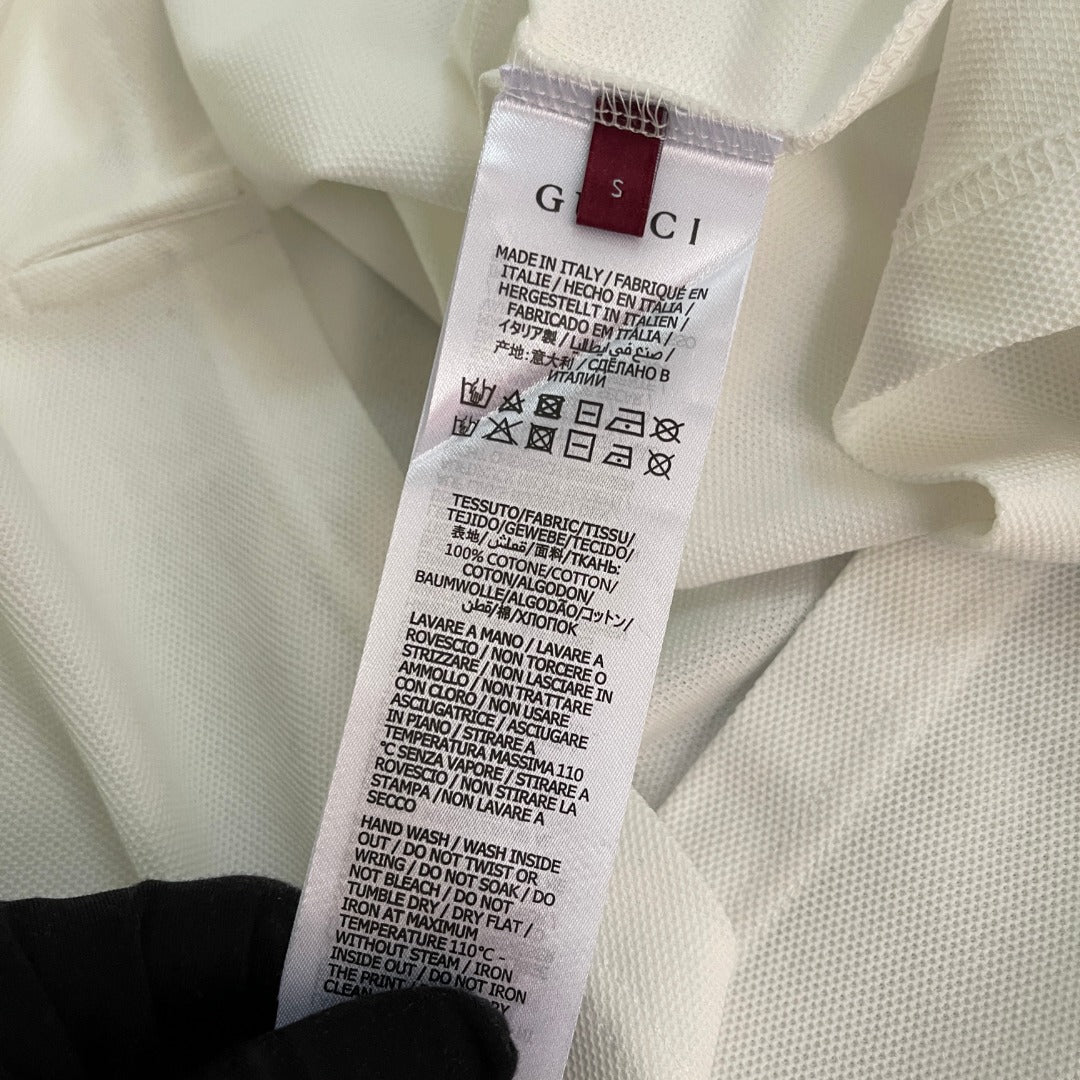 S
GUCCI
MADE IN ITALY / FABRIQUÉ EN
ITALIE / HECHO EN ITALIA /
HERGESTELLT IN ITALIEN /
FABRICADO EM ITÁLIA /
イタリア製 / صنع في إيطاليا /
产地: 意大利 / СДЕЛАНО В
ИТАЛИИ
TESSUTO/FABRIC/TISSU/
TEJIDO/GEWEBE/TECIDO/
表地/قماش/面料/ТКАНЬ:
100% COTONE/COTTON/
COTON/ALGODON/
BAUMWOLLE/ALGODÃO/コットン/
قطن/棉/ХЛОПОК
LAVARE A MANO / LAVARE A
ROVESCIO / NON TORCERE O
STRIZZARE / NON LASCIARE IN
AMMOLLO / NON TRATTARE
CON CLORO / NON USARE
ASCIUGATRICE / ASCIUGARE
IN PIANO / STIRARE A
TEMPERATURA MASSIMA 110
°C SENZA VAPORE / STIRARE A
ROVESCIO / NON STIRARE LA
STAMPA / NON LAVARE A
SECCO
HAND WASH / WASH INSIDE
OUT / DO NOT TWIST OR
WRING / DO NOT SOAK / DO
NOT BLEACH / DO NOT
TUMBLE DRY / DRY FLAT /
IRON AT MAXIMUM
TEMPERATURE 110°C -
WITHOUT STEAM / IRON
INSIDE OUT / DO NOT IRON
THE PRINT /
CLEAN